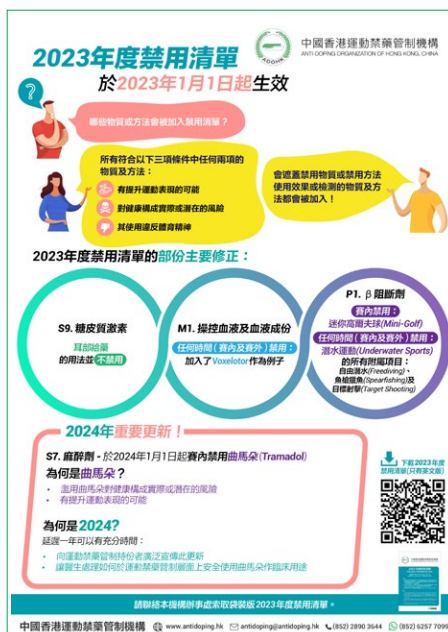 中國香港運動禁藥管制機構
ANTI-DOPING ORGANIZATION OF HONG KONG, CHINA
ADOHK
2023年度禁用清單
於2023年1月1日起生效
哪些物質或方法會被加入禁用清單？
所有符合以下三項條件中任何兩項的
物質及方法：
有提升運動表現的可能
對健康構成實際或潛在的風險
其使用違反體育精神
會遮蓋禁用物質或禁用方法
使用效果或檢測的物質及方
法都會被加入！
2023年度禁用清單的部份主要修正：
S9. 糖皮質激素
耳部給藥
的用法並不禁用
M1. 操控血液及血液成份
任何時間（賽內及賽外）禁用：
加入了Voxelotor作為例子
P1. β 阻斷劑
賽內禁用：
迷你高爾夫球(Mini-Golf)
任何時間（賽內及賽外）禁用：
潛水運動(Underwater Sports)
的所有附屬項目：
自由潛水(Freediving)、
魚槍獵魚(Spearfishing)及
目標射擊(Target Shooting)
2024年重要更新！
S7. 麻醉劑 - 於2024年1月1日起賽內禁用曲馬朵(Tramadol)
為何是曲馬朵？
• 濫用曲馬朵對健康構成實際或潛在的風險
• 有提升運動表現的可能
為何是2024?
延遲一年可以有充分時間：
• 向運動禁藥管制持份者廣泛宣傳此更新
• 讓醫生處理如何於運動禁藥管制層面上安全使用曲馬朵作臨床用途
下載2023年度
禁用清單(只有英文版)
請聯絡本機構辦事處索取袋裝版2023年度禁用清單。
中國香港運動禁藥管制機構 www.antidoping.hk antidoping@antidoping.hk (852) 2890 3644 (852) 6257 7099